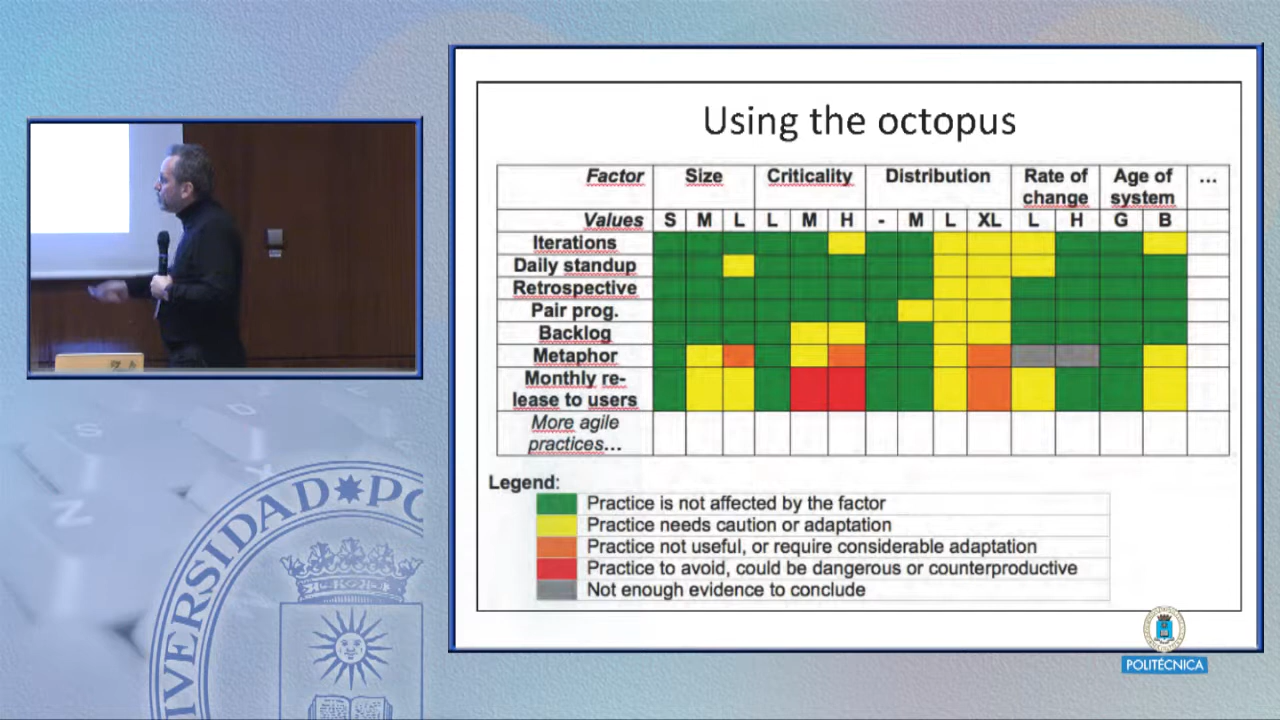 Using the octopus
Factor Size Criticality Distribution Rate of change Age of system ...
Values S M L L M H - M L XL L H G B
Iterations
Daily standup
Retrospective
Pair prog.
Backlog
Metaphor
Monthly re-
lease to users
More agile
practices...
Legend:
Practice is not affected by the factor
Practice needs caution or adaptation
Practice not useful, or require considerable adaptation
Practice to avoid, could be dangerous or counterproductive
Not enough evidence to conclude
POLITÉCNICA
IVERSIDAD PO